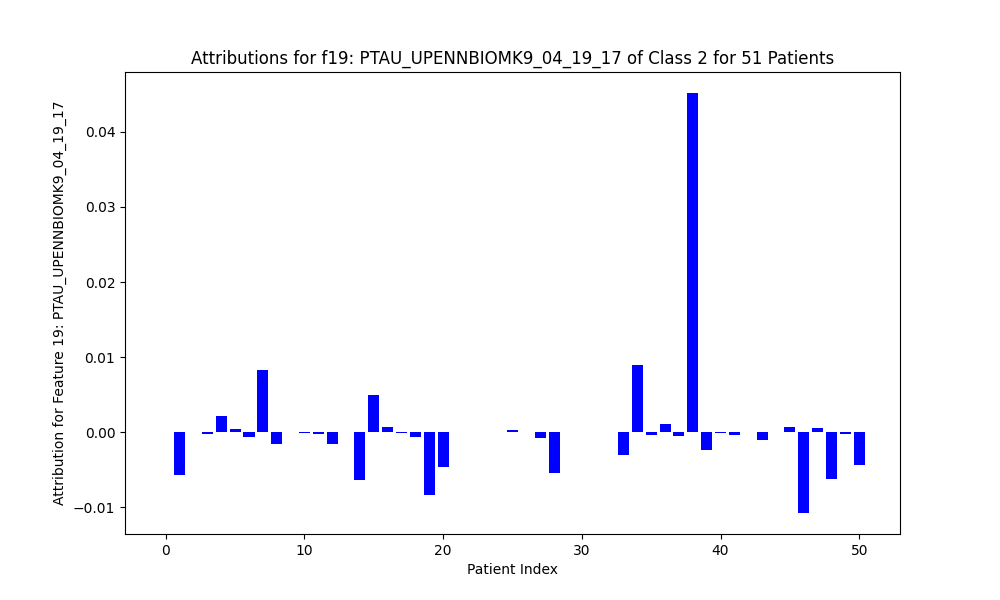 Attributions for f19: PTAU_UPENNBIOMK9_04_19_17 of Class 2 for 51 Patients
Attribution for Feature 19: PTAU_UPENNBIOMK9_04_19_17
0.04
0.03
0.02
0.01
0.00
−0.01
0 10 20 30 40 50
Patient Index